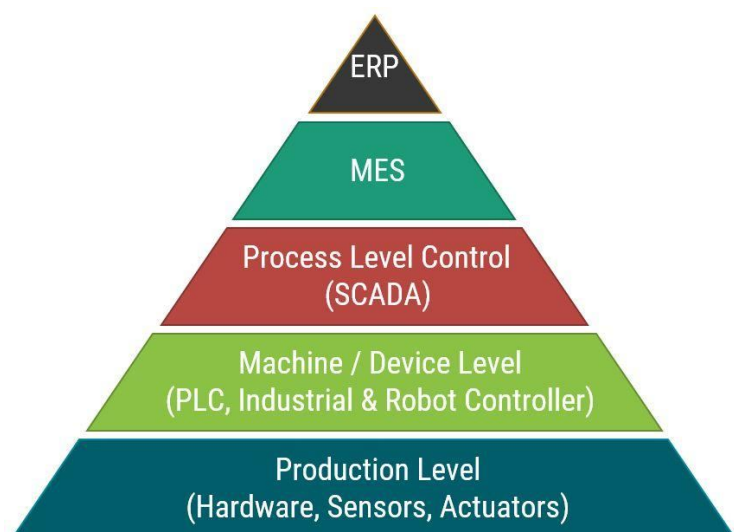 ERP
MES
Process Level Control
(SCADA)
Machine / Device Level
(PLC, Industrial & Robot Controller)
Production Level
(Hardware, Sensors, Actuators)